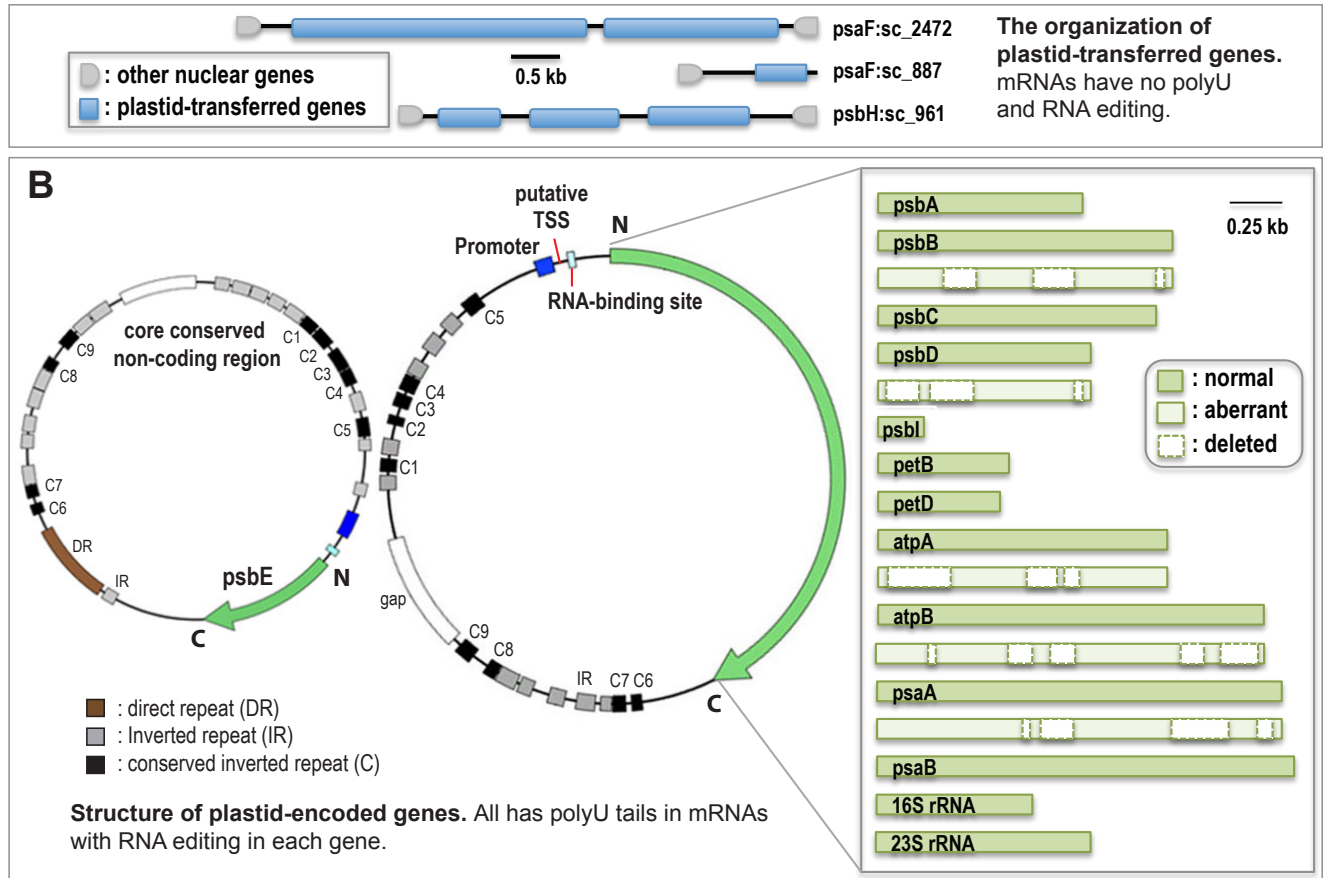 psaF:sc_2472
0.5 kb
psaF:sc_887
psbH:sc_961
: other nuclear genes
: plastid-transferred genes
The organization of
plastid-transferred genes.
mRNAs have no polyU
and RNA editing.
B
putative
TSS
Promoter
N
RNA-binding site
core conserved
non-coding region
C1
C2
C3
C4
C5
C9
C8
C7
C6
DR
IR
psbE
N
C
C5
C4
C3
C2
C1
gap
C9
C8
IR
C7
C6
C
: direct repeat (DR)
: Inverted repeat (IR)
: conserved inverted repeat (C)
Structure of plastid-encoded genes. All has polyU tails in mRNAs
with RNA editing in each gene.
psbA
0.25 kb
psbB
psbC
psbD
psbI
petB
petD
atpA
atpB
psaA
psaB
16S rRNA
23S rRNA
: normal
: aberrant
: deleted